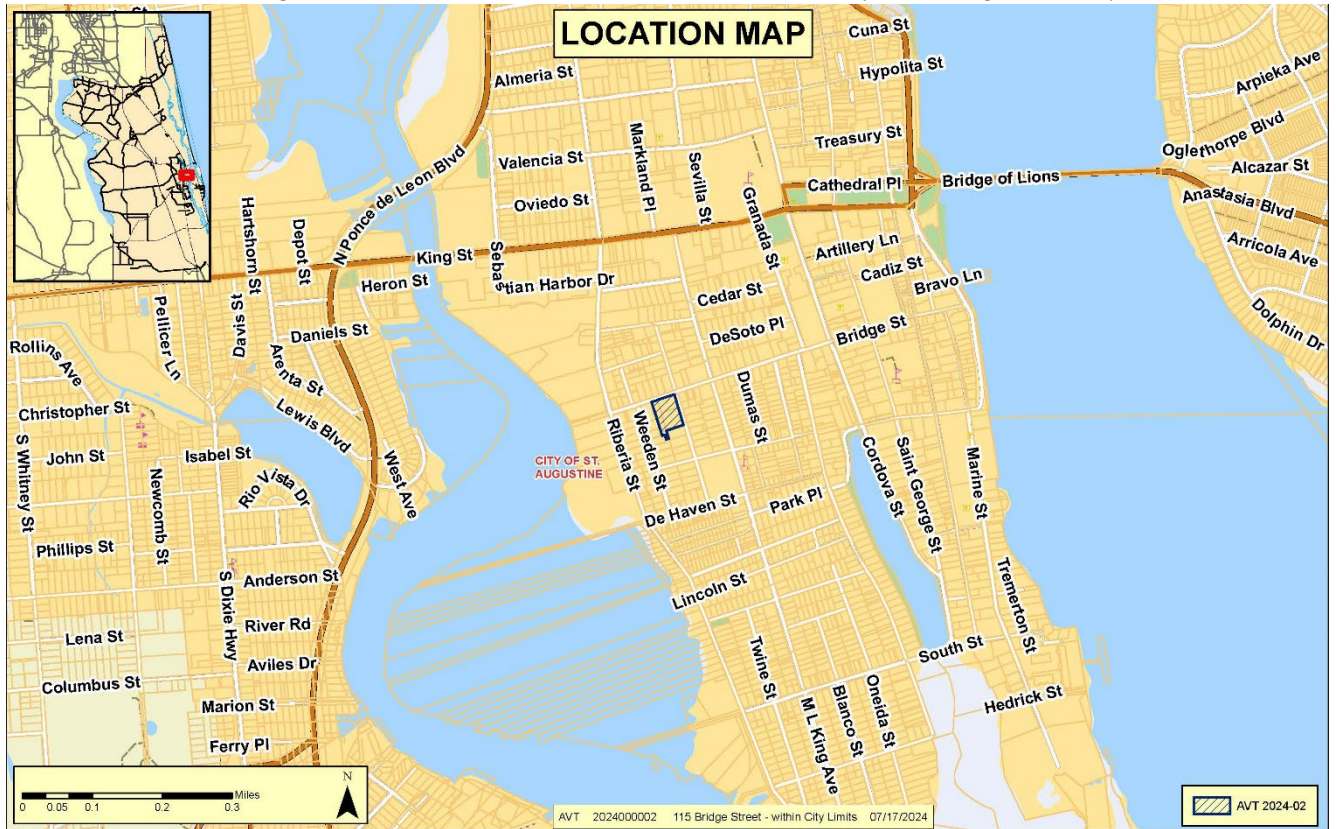 LOCATION MAP
Cuna St
Hypolita St
Almeria St
Arpieka Ave
Oglethorpe Blvd
Treasury St
Markland Pl
Sevilla St
Valencia St
Alcazar St
N Ponce de Leon Blvd
Granada St
Cathedral Pl
Bridge of Lions
Anastasia Blvd
Oviedo St
Hartshorn St
Depot St
Arricola Ave
King St
Sebastian Harbor Dr
Artillery Ln
Cadiz St
Heron St
Bravo Ln
Cedar St
Dolphin Dr
Pellicer Ln
Davis St
Daniels St
DeSoto Pl
Bridge St
Rollins Ave
Arenta St
Dumas St
Christopher St
Lewis Blvd
Weeden St
Riberia St
S Whitney St
John St
Isabel St
CITY OF ST.
AUGUSTINE
West Ave
Cordova St
Saint George St
Marine St
Newcomb St
Rio Vista Dr
De Haven St
Park Pl
Phillips St
Anderson St
S Dixie Hwy
Lincoln St
Tremerton St
River Rd
Lena St
Twine St
South St
Aviles Dr
Columbus St
Oneida St
Blanco St
M L King Ave
Marion St
Hedrick St
Ferry Pl
N
Miles
0 0.05 0.1 0.2 0.3
AVT 2024000002 115 Bridge Street - within City Limits 07/17/2024
AVT 2024-02